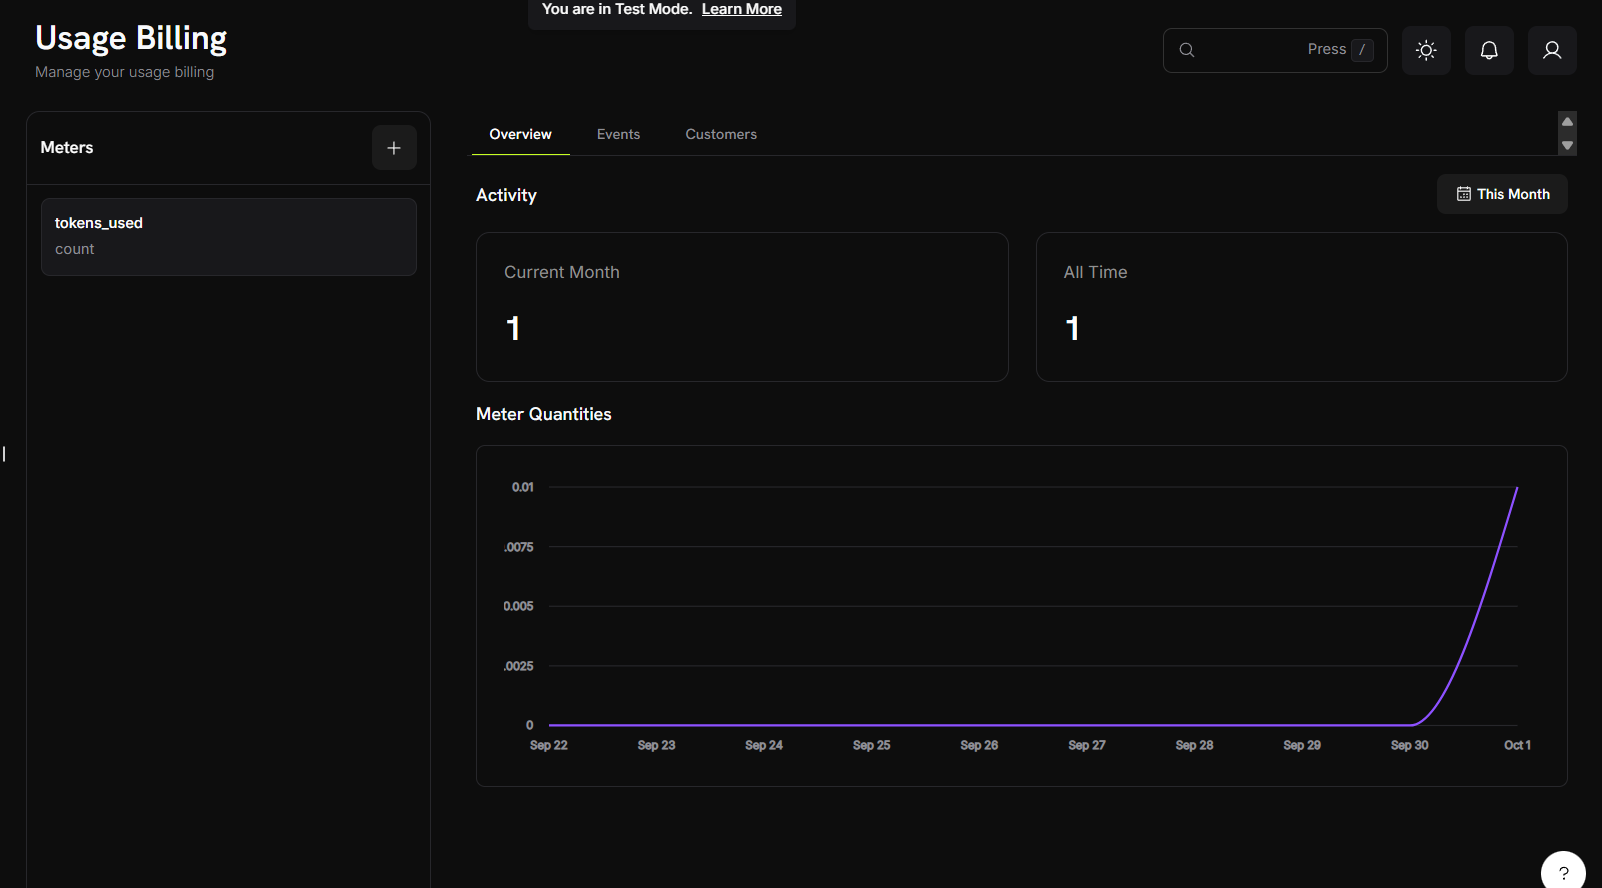 You are in Test Mode. Learn More
Usage Billing
Manage your usage billing
Press /
Meters
+
tokens_used
count
Overview
Events
Customers
Activity
This Month
Current Month
1
All Time
1
Meter Quantities
0.01
.0075
0.005
.0025
0
Sep 22
Sep 23
Sep 24
Sep 25
Sep 26
Sep 27
Sep 28
Sep 29
Sep 30
Oct 1
?